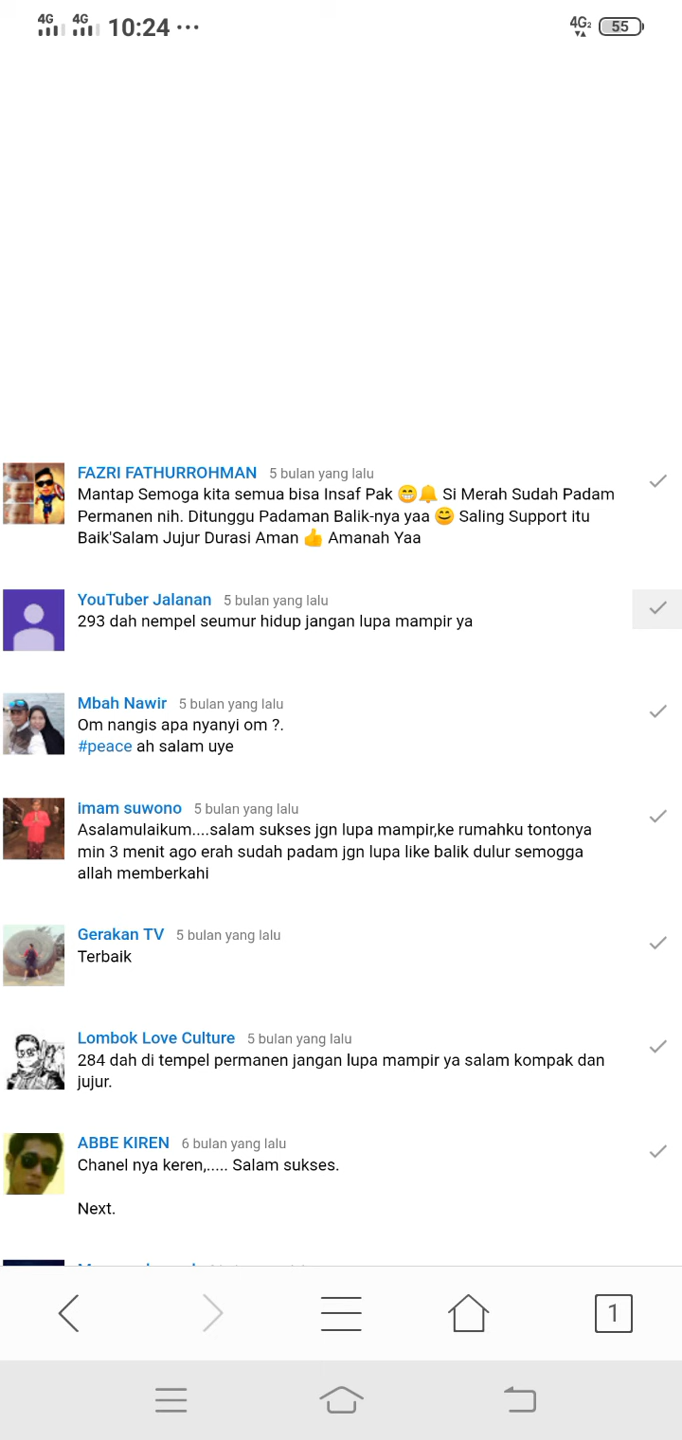 4G 4G 10:24 ··· 4G2 55
FAZRI FATHURROHMAN 5 bulan yang lalu
Mantap Semoga kita semua bisa Insaf Pak 😁🔔 Si Merah Sudah Padam
Permanen nih. Ditunggu Padaman Balik-nya yaa 😊 Saling Support itu
Baik'Salam Jujur Durasi Aman 👍 Amanah Yaa
YouTuber Jalanan 5 bulan yang lalu
293 dah nempel seumur hidup jangan lupa mampir ya
Mbah Nawir 5 bulan yang lalu
Om nangis apa nyanyi om ?.
#peace ah salam uye
imam suwono 5 bulan yang lalu
Asalamulaikum....salam sukses jgn lupa mampir,ke rumahku tontonya
min 3 menit ago erah sudah padam jgn lupa like balik dulur semogga
allah memberkahi
Gerakan TV 5 bulan yang lalu
Terbaik
Lombok Love Culture 5 bulan yang lalu
284 dah di tempel permanen jangan lupa mampir ya salam kompak dan
jujur.
ABBE KIREN 6 bulan yang lalu
Chanel nya keren,..... Salam sukses.
Next.
1